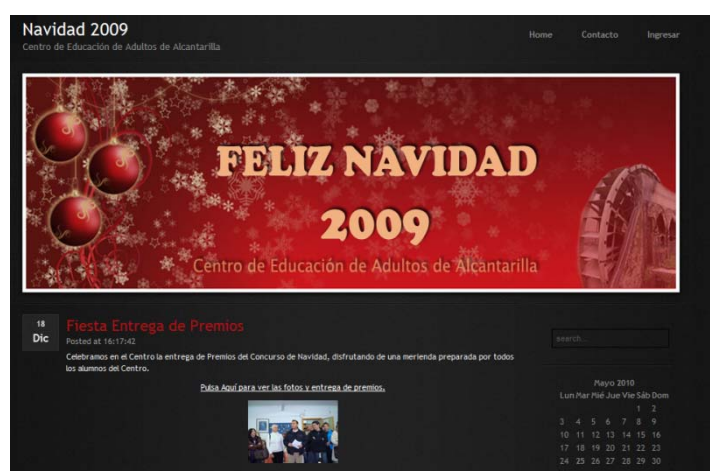 Navidad 2009
Centro de Educación de Adultos de Alcantarilla
Home Contacto Ingresar
FELIZ NAVIDAD
2009
Centro de Educación de Adultos de Alcantarilla
18
Dic
Fiesta Entrega de Premios
Posted at 16:17:42
Celebramos en el Centro la entrega de Premios del Concurso de Navidad, disfrutando de una merienda preparada por todos
los alumnos del Centro.
Pulsa Aquí para ver las fotos y entrega de premios.
search...
Mayo 2010
Lun Mar Mié Jue Vie Sáb Dom
1 2
3 4 5 6 7 8 9
10 11 12 13 14 15 16
17 18 19 20 21 22 23
24 25 26 27 28 29 30